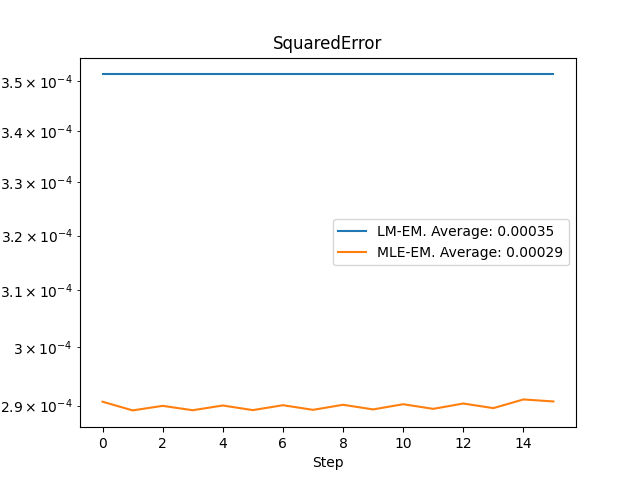 SquaredError
3.5 × 10⁻⁴
3.4 × 10⁻⁴
3.3 × 10⁻⁴
3.2 × 10⁻⁴
3.1 × 10⁻⁴
3 × 10⁻⁴
2.9 × 10⁻⁴
LM-EM. Average: 0.00035
MLE-EM. Average: 0.00029
0 2 4 6 8 10 12 14
Step